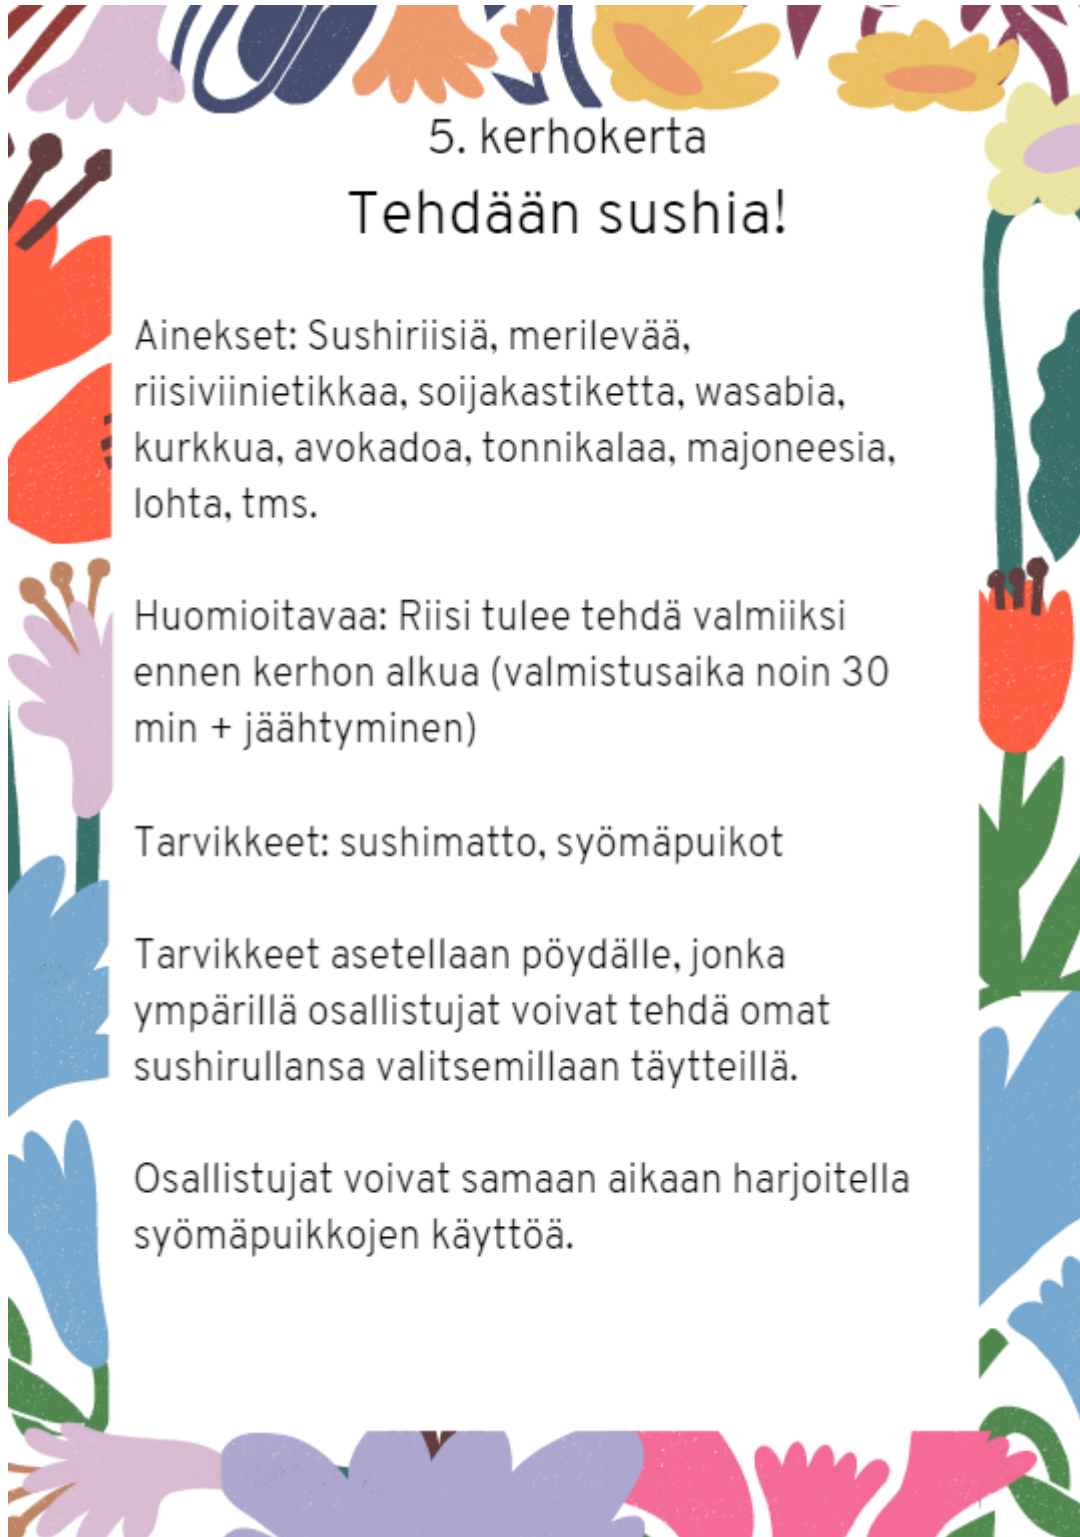 5. kerhokerta
Tehdään sushia!
Ainekset: Sushiriisiä, merilevää,
riisiviinietikkaa, soijakastiketta, wasabia,
kurkkua, avokadoa, tonnikalaa, majoneesia,
lohta, tms.
Huomioitavaa: Riisi tulee tehdä valmiiksi
ennen kerhon alkua (valmistusaika noin 30
min + jäähtyminen)
Tarvikkeet: sushimatto, syömäpuikot
Tarvikkeet asetellaan pöydälle, jonka
ympärillä osallistujat voivat tehdä omat
sushirullansa valitsemillaan täytteillä.
Osallistujat voivat samaan aikaan harjoitella
syömäpuikkojen käyttöä.